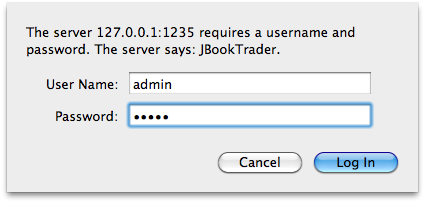 The server 127.0.0.1:1235 requires a username and
password. The server says: JBookTrader.
User Name: admin
Password: •••••
Cancel Log In